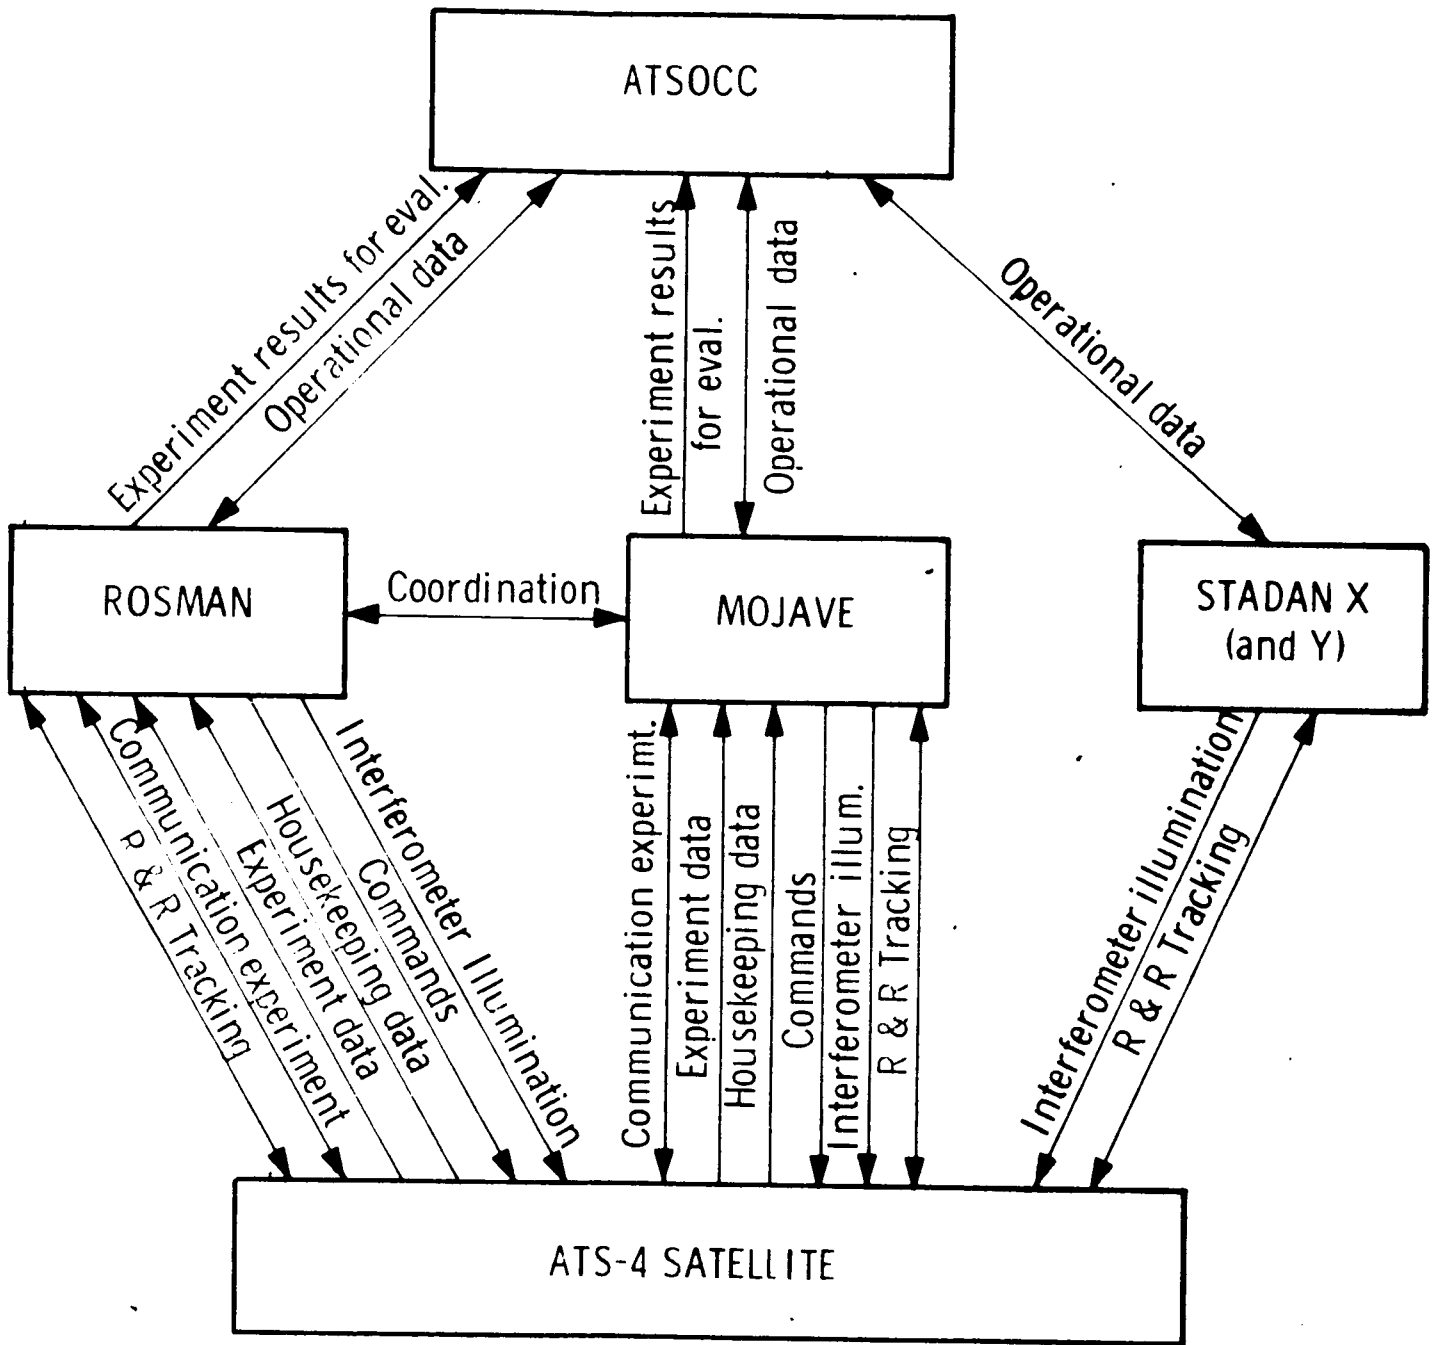 ATSOCC
Experiment results for eval.
Operational data
Experiment results
for eval.
Operational data
Operational data
ROSMAN
Coordination
MOJAVE
STADAN X
(and Y)
R & R Tracking
Communication experiment
Experiment data
Housekeeping data
Commands
Interferometer Illumination
Communication experimt.
Experiment data
Housekeeping data
Commands
Interferometer illum.
R & R Tracking
Interferometer illumination
R & R Tracking
ATS-4 SATELLITE